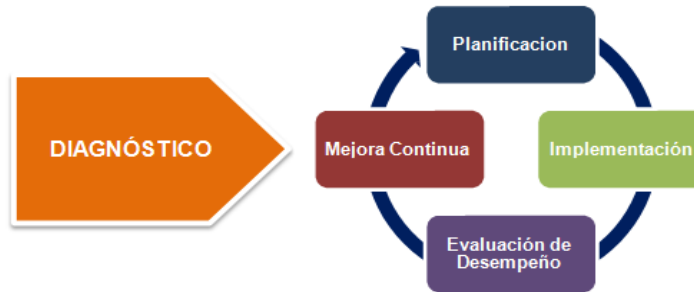 DIAGNÓSTICO
Planificacion
Implementación
Evaluación de
Desempeño
Mejora Continua